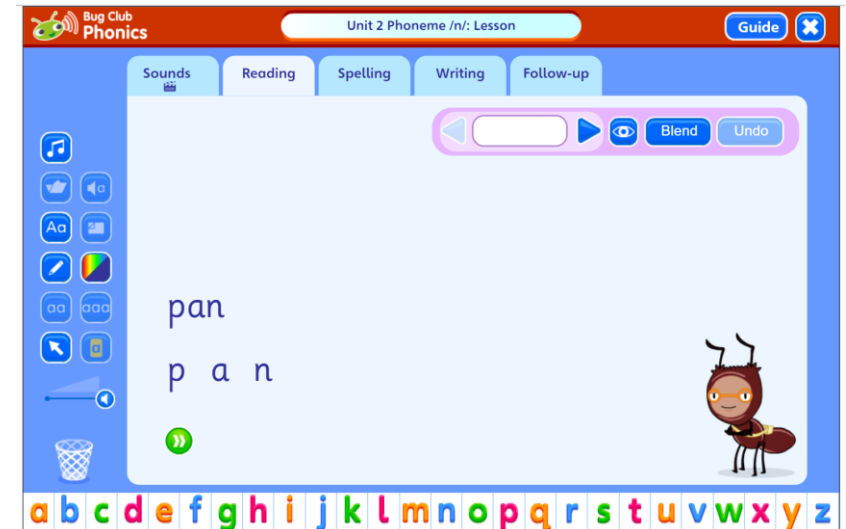 Bug Club
Phonics
Unit 2 Phoneme /n/: Lesson
Guide
Sounds
Reading
Spelling
Writing
Follow-up
Blend
Undo
a
Aa
aa
aaa
a
pan
p a n
a b c d e f g h i j k l m n o p q r s t u v w x y z